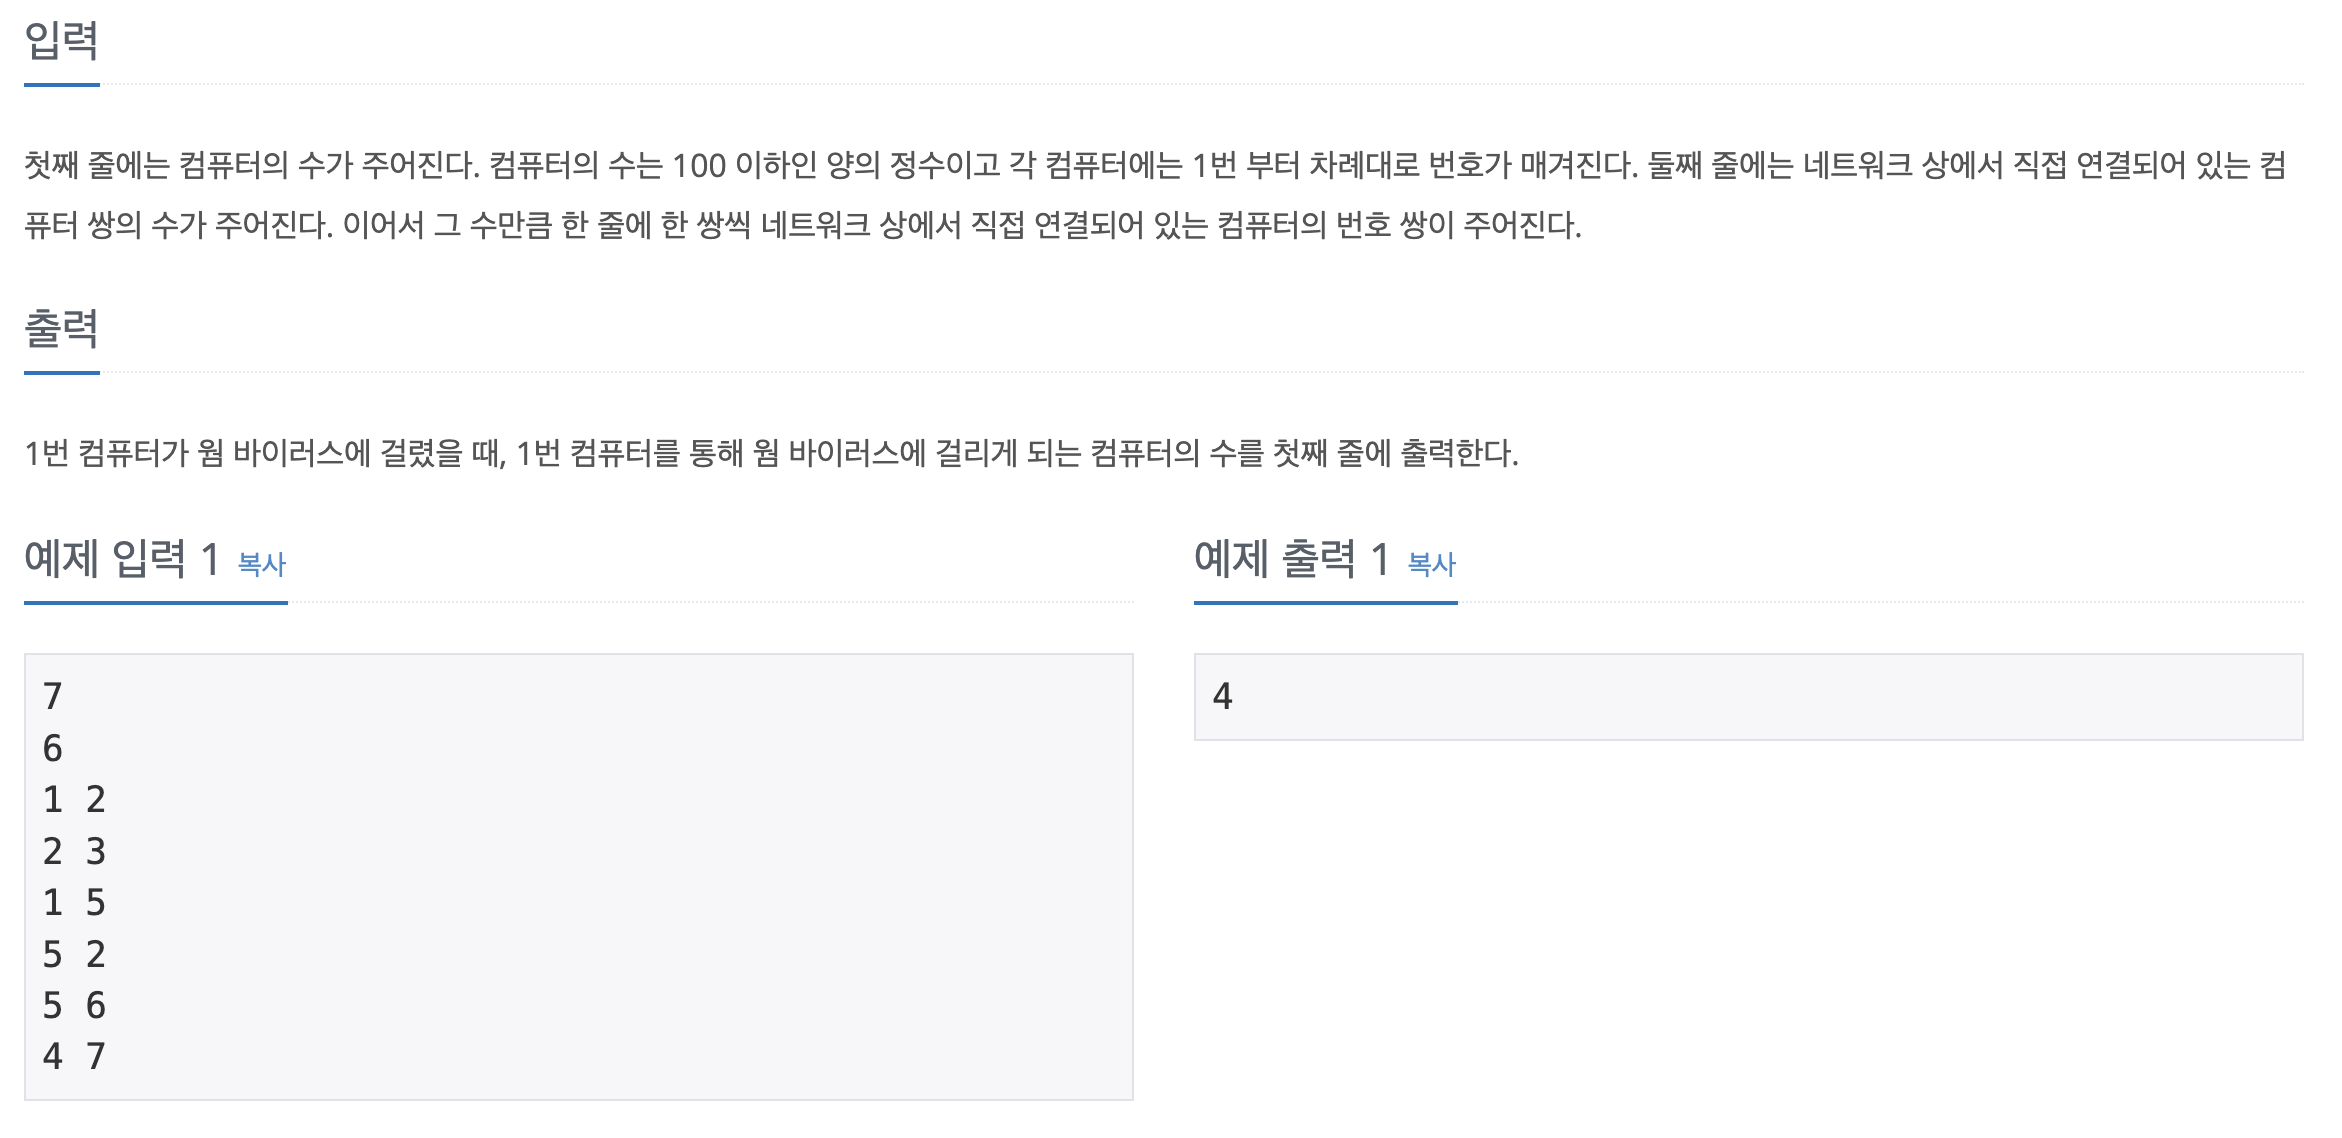 입력
첫째 줄에는 컴퓨터의 수가 주어진다. 컴퓨터의 수는 100 이하인 양의 정수이고 각 컴퓨터에는 1번 부터 차례대로 번호가 매겨진다. 둘째 줄에는 네트워크 상에서 직접 연결되어 있는 컴
퓨터 쌍의 수가 주어진다. 이어서 그 수만큼 한 줄에 한 쌍씩 네트워크 상에서 직접 연결되어 있는 컴퓨터의 번호 쌍이 주어진다.
출력
1번 컴퓨터가 웜 바이러스에 걸렸을 때, 1번 컴퓨터를 통해 웜 바이러스에 걸리게 되는 컴퓨터의 수를 첫째 줄에 출력한다.
예제 입력 1 복사
7
6
1 2
2 3
1 5
5 2
5 6
4 7
예제 출력 1 복사
4